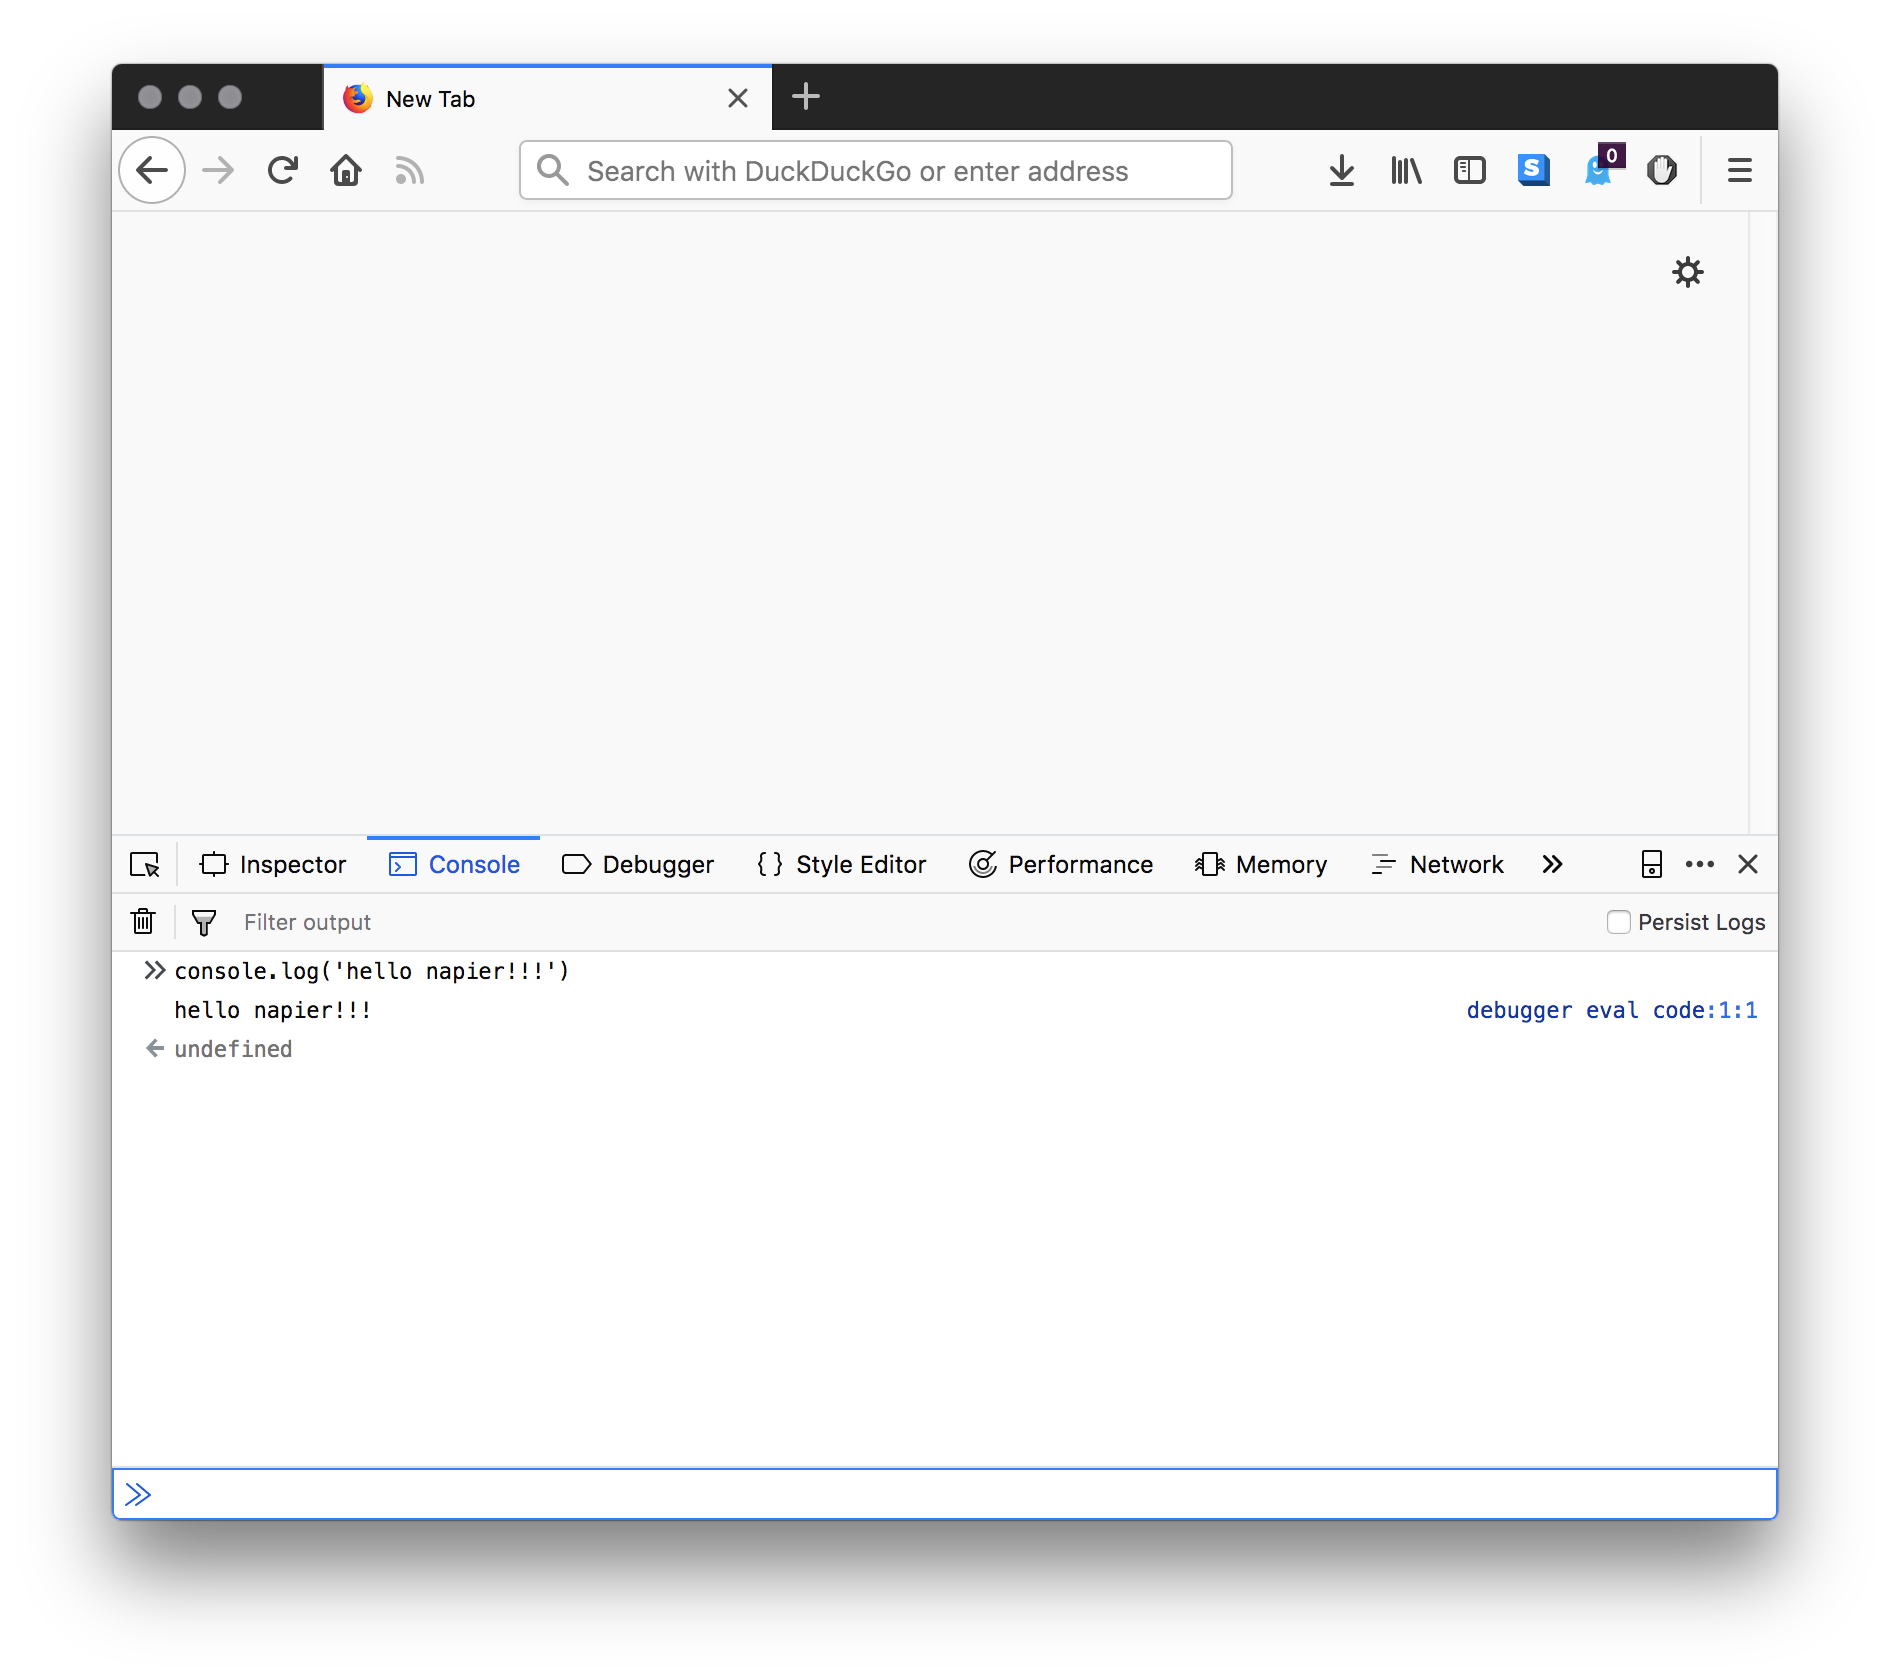 New Tab
Search with DuckDuckGo or enter address
S
0
Inspector Console Debugger { } Style Editor Performance Memory Network
Filter output Persist Logs
console.log('hello napier!!!')
hello napier!!! debugger eval code:1:1
undefined